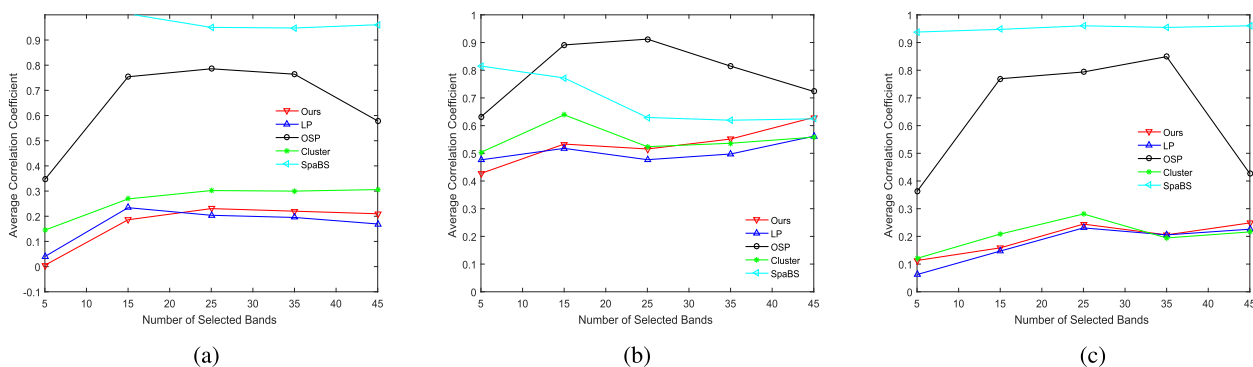 Average Correlation Coefficient
0.9
0.8
0.7
0.6
0.5
0.4
0.3
0.2
0.1
0
-0.1
Ours
LP
OSP
Cluster
SpaBS
5 10 15 20 25 30 35 40 45
Number of Selected Bands
(a)
Average Correlation Coefficient
1
0.9
0.8
0.7
0.6
0.5
0.4
0.3
0.2
0.1
0
Ours
LP
OSP
Cluster
SpaBS
5 10 15 20 25 30 35 40 45
Number of Selected Bands
(b)
Average Correlation Coefficient
1
0.9
0.8
0.7
0.6
0.5
0.4
0.3
0.2
0.1
0
Ours
LP
OSP
Cluster
SpaBS
5 10 15 20 25 30 35 40 45
Number of Selected Bands
(c)